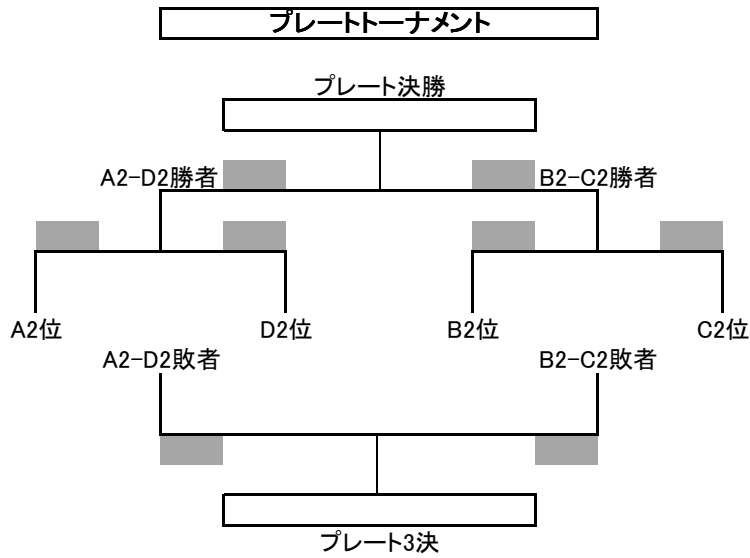 プレートトーナメント
プレート決勝
A2-D2勝者
B2-C2勝者
A2位
D2位
B2位
C2位
A2-D2敗者
B2-C2敗者
プレート3決